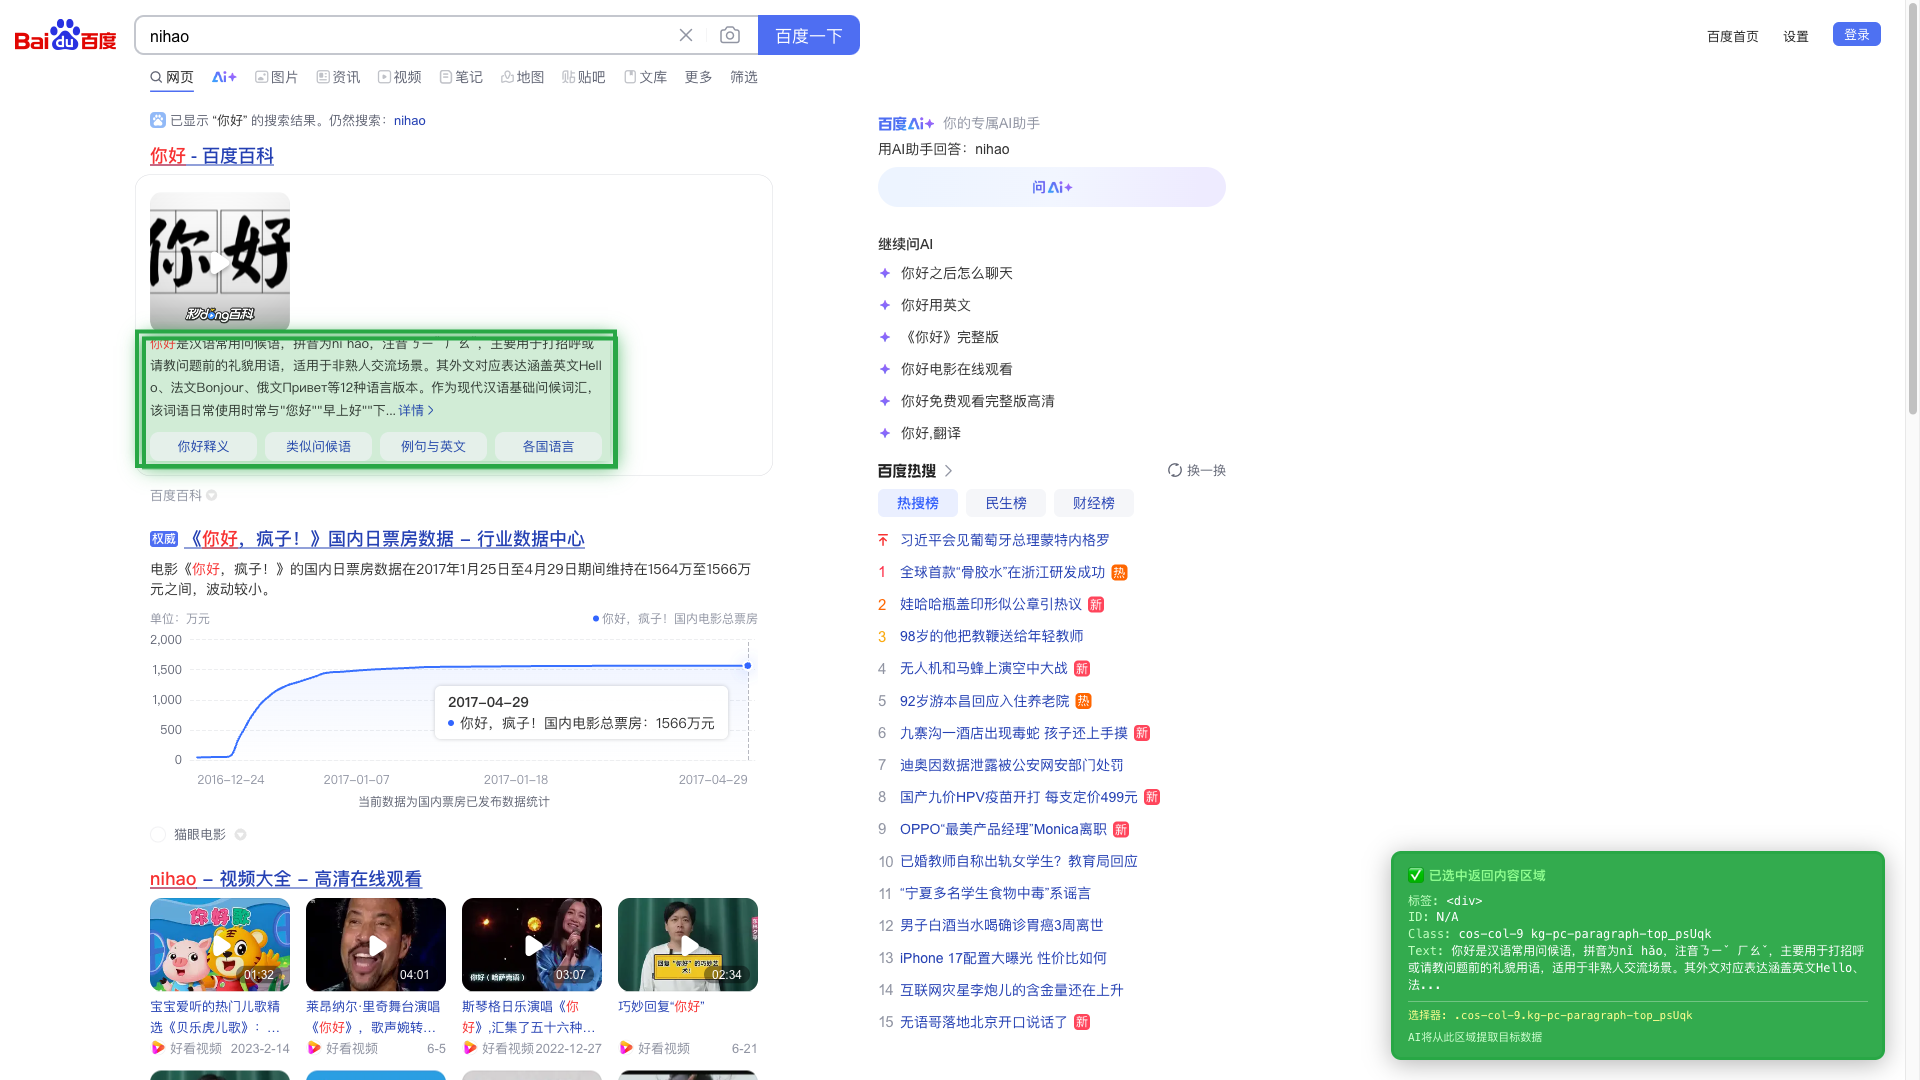 Bai du 百度
nihao
百度一下
百度首页
设置
登录
网页
Ai+
图片
资讯
视频
笔记
地图
贴吧
文库
更多
筛选
已显示 “你好” 的搜索结果。仍然搜索：nihao
你好 - 百度百科
你好
秒dong百科
你好是汉语常用问候语，拼音为nǐ hǎo，注音ㄋㄧˇ ㄏㄠˇ，主要用于打招呼或
请教问题前的礼貌用语，适用于非熟人交流场景。其外文对应表达涵盖英文Hell
o、法文Bonjour、俄文Привет等12种语言版本。作为现代汉语基础问候词汇，
该词语日常使用时常与"您好""早上好""下... 详情
你好释义
类似问候语
例句与英文
各国语言
百度百科
权威 《你好，疯子！》国内日票房数据 – 行业数据中心
电影《你好，疯子！》的国内日票房数据在2017年1月25日至4月29日期间维持在1564万至1566万
元之间，波动较小。
单位：万元
你好，疯子！国内电影总票房
2,000
1,500
1,000
500
0
2017–04–29
你好，疯子！国内电影总票房：1566万元
2016–12–24
2017–01–07
2017–01–18
2017–04–29
当前数据为国内票房已发布数据统计
猫眼电影
nihao – 视频大全 – 高清在线观看
你好歌
01:32
04:01
你好（哈萨克语）
03:07
回复“你好”的巧妙艺术！
02:34
宝宝爱听的热门儿歌精
选《贝乐虎儿歌》：...
好看视频 2023-2-14
莱昂纳尔·里奇舞台演唱
《你好》，歌声婉转...
好看视频 6-5
斯琴格日乐演唱《你
好》,汇集了五十六种...
好看视频 2022-12-27
巧妙回复“你好”
好看视频 6-21
百度Ai+ 你的专属AI助手
用AI助手回答：nihao
问Ai+
继续问AI
你好之后怎么聊天
你好用英文
《你好》完整版
你好电影在线观看
你好免费观看完整版高清
你好,翻译
百度热搜
换一换
热搜榜
民生榜
财经榜
习近平会见葡萄牙总理蒙特内格罗
1 全球首款“骨胶水”在浙江研发成功 热
2 娃哈哈瓶盖印形似公章引热议 新
3 98岁的他把教鞭送给年轻教师
4 无人机和马蜂上演空中大战 新
5 92岁游本昌回应入住养老院 热
6 九寨沟一酒店出现毒蛇 孩子还上手摸 新
7 迪奥因数据泄露被公安网安部门处罚
8 国产九价HPV疫苗开打 每支定价499元 新
9 OPPO“最美产品经理”Monica离职 新
10 已婚教师自称出轨女学生？教育局回应
11 “宁夏多名学生食物中毒”系谣言
12 男子白酒当水喝确诊胃癌3周离世
13 iPhone 17配置大曝光 性价比如何
14 互联网灾星李炮儿的含金量还在上升
15 无语哥落地北京开口说话了 新
已选中返回内容区域
标签: <div>
ID: N/A
Class: cos-col-9 kg-pc-paragraph-top_psUqk
Text: 你好是汉语常用问候语，拼音为nǐ hǎo，注音ㄋㄧˇ ㄏㄠˇ，主要用于打招呼
或请教问题前的礼貌用语，适用于非熟人交流场景。其外文对应表达涵盖英文Hello、
法...
选择器: .cos-col-9.kg-pc-paragraph-top_psUqk
AI将从此区域提取目标数据